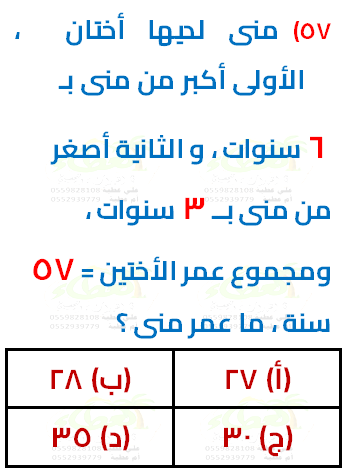 ٥٧) منى لديها أختان ،
الأولى أكبر من منى بـ
٦ سنوات ، و الثانية أصغر
من منى بــ ٣ سنوات ،
ومجموع عمر الأختين = ٥٧
سنة ، ما عمر منى ؟
(أ) ٢٧
(ب) ٢٨
(ج) ٣٠
(د) ٣٥